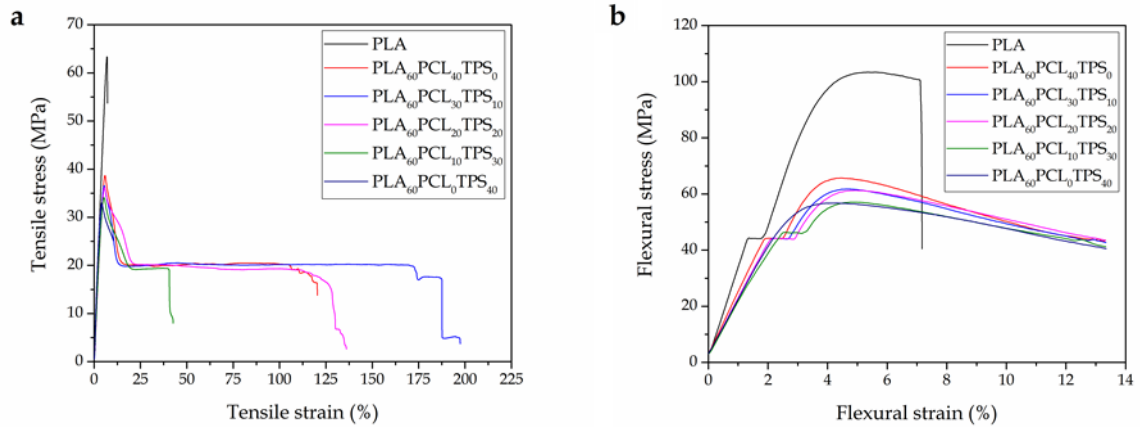 a
Tensile stress (MPa)
70
60
50
40
30
20
10
0
0 25 50 75 100 125 150 175 200 225
Tensile strain (%)
PLA
PLA₆₀PCL₄₀TPS₀
PLA₆₀PCL₃₀TPS₁₀
PLA₆₀PCL₂₀TPS₂₀
PLA₆₀PCL₁₀TPS₃₀
PLA₆₀PCL₀TPS₄₀
b
Flexural stress (MPa)
120
100
80
60
40
20
0
0 2 4 6 8 10 12 14
Flexural strain (%)
PLA
PLA₆₀PCL₄₀TPS₀
PLA₆₀PCL₃₀TPS₁₀
PLA₆₀PCL₂₀TPS₂₀
PLA₆₀PCL₁₀TPS₃₀
PLA₆₀PCL₀TPS₄₀